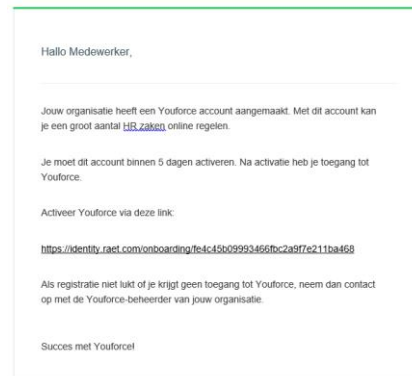 Hallo Medewerker,
Jouw organisatie heeft een Youforce account aangemaakt. Met dit account kan
je een groot aantal HR zaken online regelen.
Je moet dit account binnen 5 dagen activeren. Na activatie heb je toegang tot
Youforce.
Activeer Youforce via deze link:
https://identity.raet.com/onboarding/fe4c45b09993466fbc2a9f7e211ba468
Als registratie niet lukt of je krijgt geen toegang tot Youforce, neem dan contact
op met de Youforce-beheerder van jouw organisatie.
Succes met Youforce!